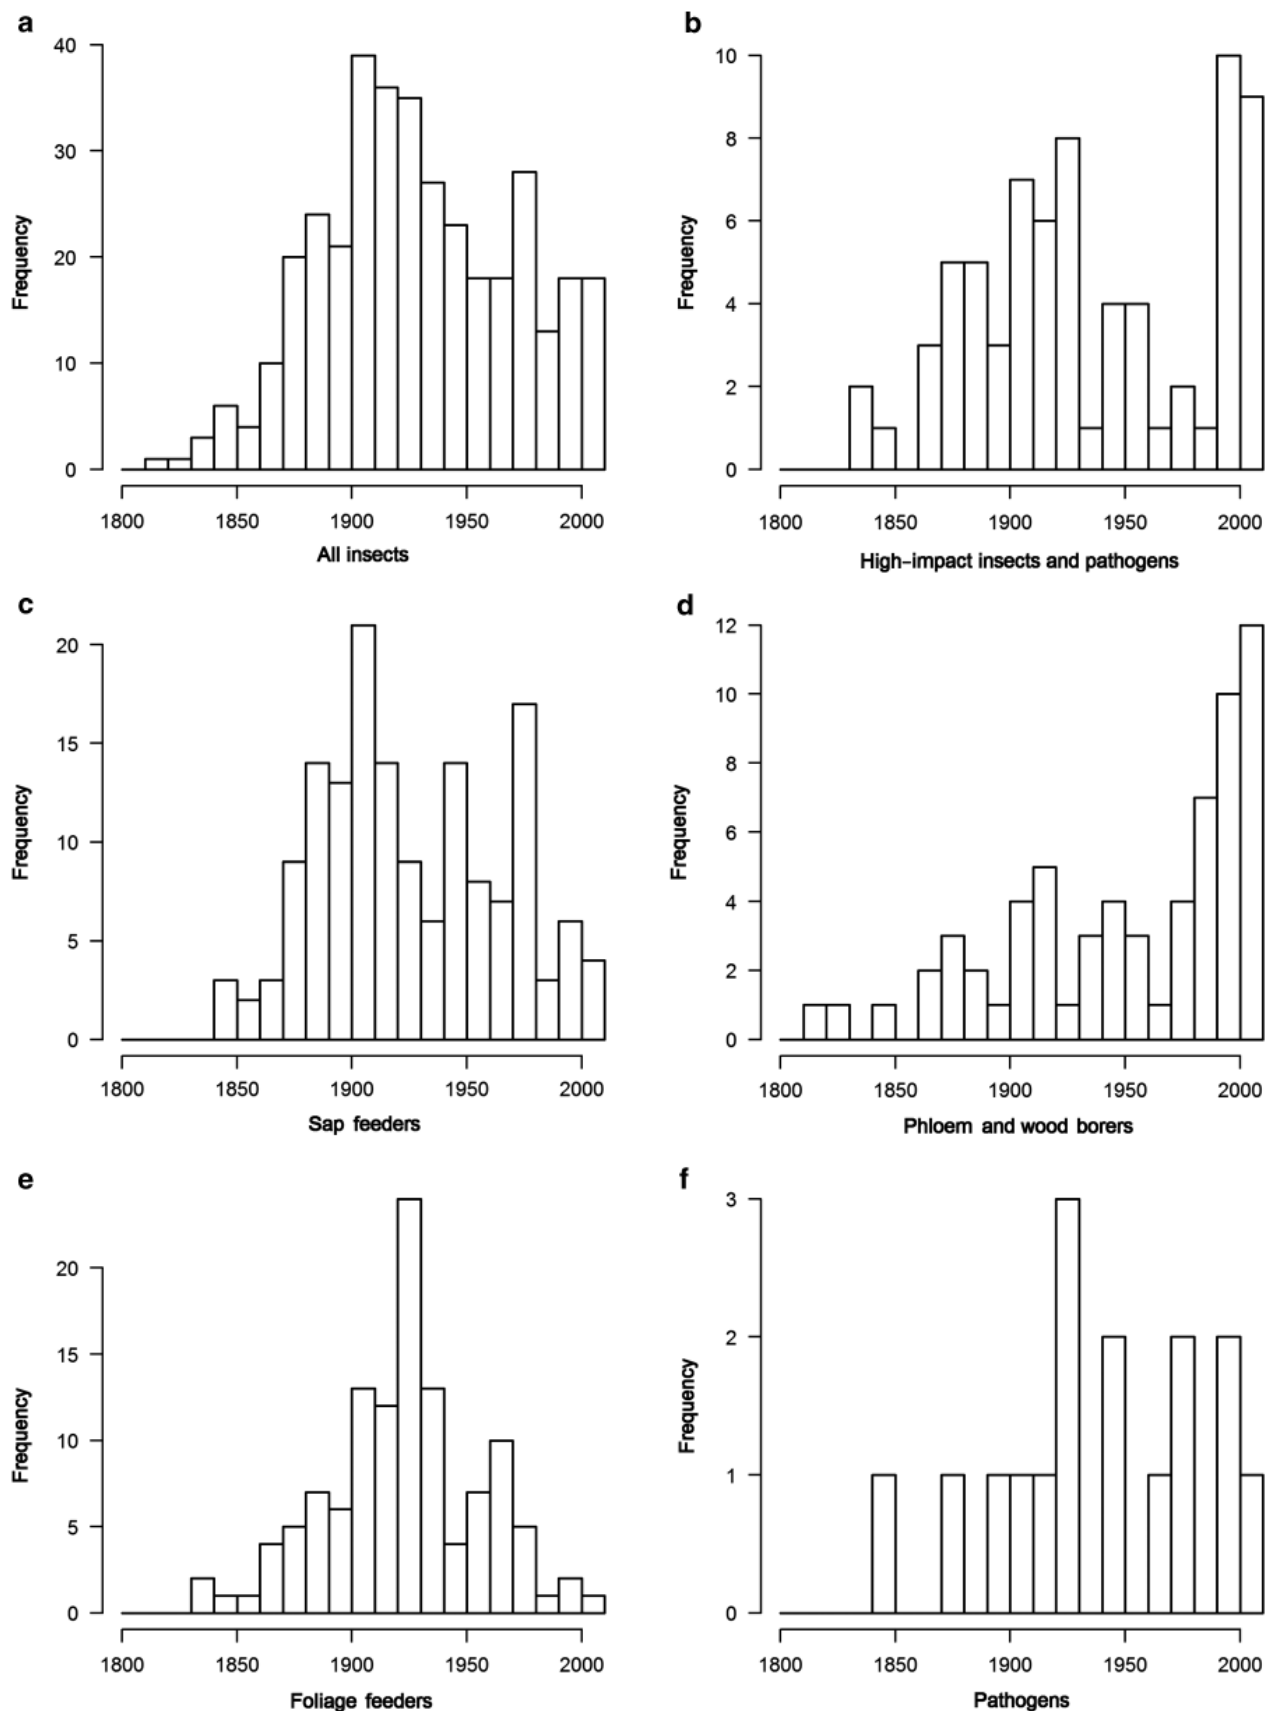 a
40
30
20
10
0
Frequency
1800 1850 1900 1950 2000
All insects
b
10
8
6
4
2
0
Frequency
1800 1850 1900 1950 2000
High-impact insects and pathogens
c
20
15
10
5
0
Frequency
1800 1850 1900 1950 2000
Sap feeders
d
12
10
8
6
4
2
0
Frequency
1800 1850 1900 1950 2000
Phloem and wood borers
e
20
15
10
5
0
Frequency
1800 1850 1900 1950 2000
Foliage feeders
f
3
2
1
0
Frequency
1800 1850 1900 1950 2000
Pathogens